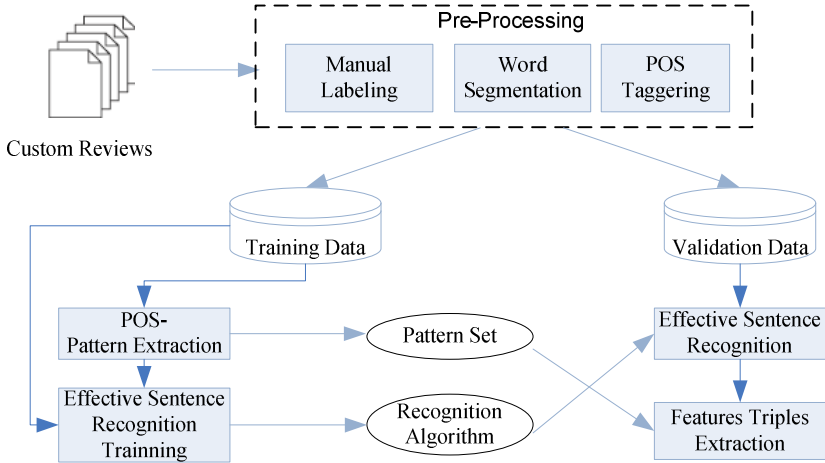 Pre-Processing
Manual
Labeling
Word
Segmentation
POS
Taggering
Custom Reviews
Training Data
Validation Data
POS-
Pattern Extraction
Pattern Set
Effective Sentence
Recognition
Effective Sentence
Recognition
Trainning
Recognition
Algorithm
Features Triples
Extraction